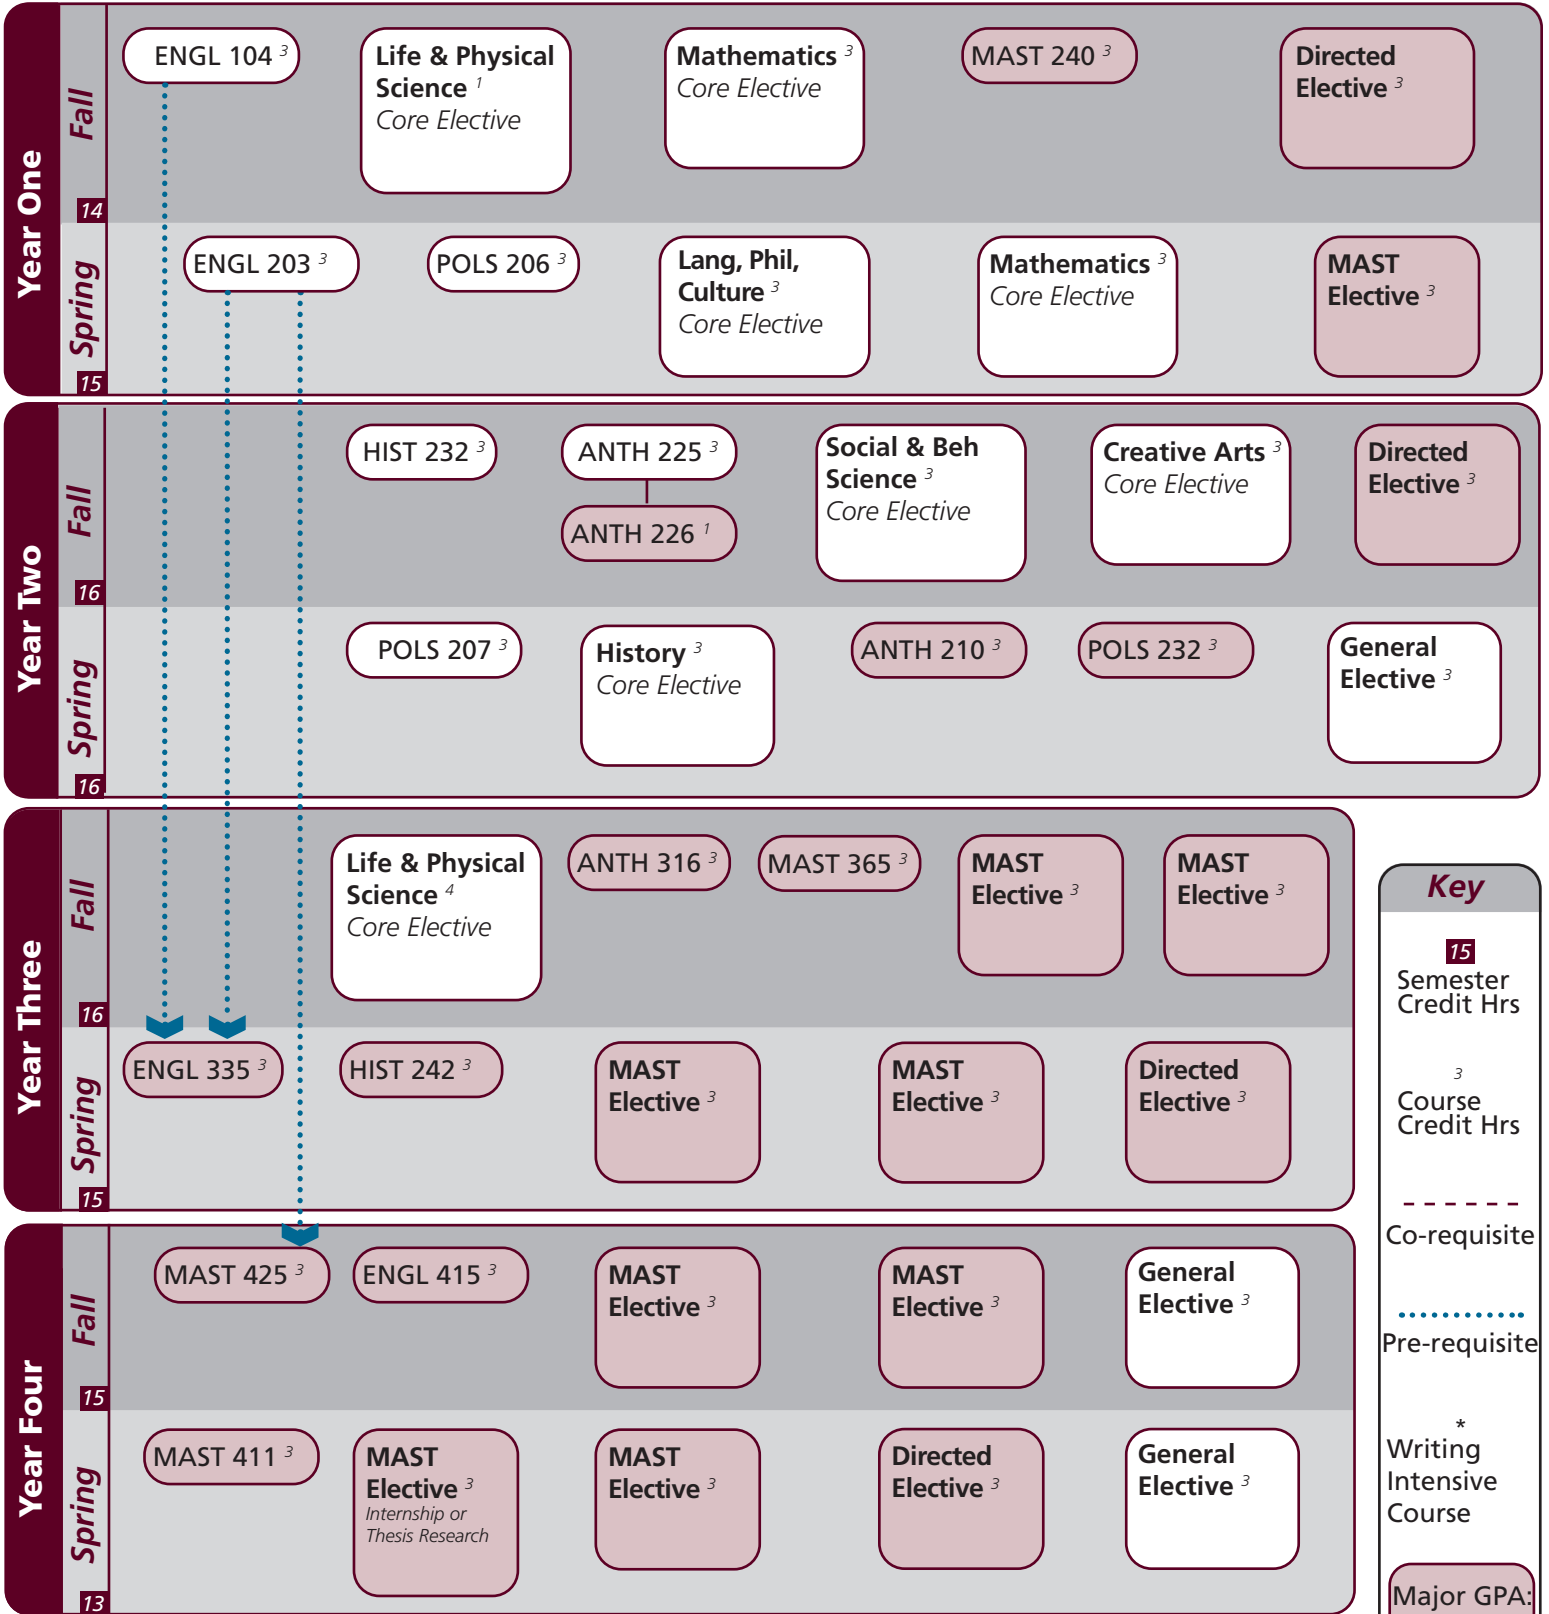 Year One
Fall
14
ENGL 104 3
Life & Physical
Science 1
Core Elective
Mathematics 3
Core Elective
MAST 240 3
Directed
Elective 3
Spring
15
ENGL 203 3
POLS 206 3
Lang, Phil,
Culture 3
Core Elective
Mathematics 3
Core Elective
MAST
Elective 3
Year Two
Fall
16
HIST 232 3
ANTH 225 3
ANTH 226 1
Social & Beh
Science 3
Core Elective
Creative Arts 3
Core Elective
Directed
Elective 3
Spring
16
POLS 207 3
History 3
Core Elective
ANTH 210 3
POLS 232 3
General
Elective 3
Year Three
Fall
16
Life & Physical
Science 4
Core Elective
ANTH 316 3
MAST 365 3
MAST
Elective 3
MAST
Elective 3
Spring
15
ENGL 335 3
HIST 242 3
MAST
Elective 3
MAST
Elective 3
Directed
Elective 3
Year Four
Fall
15
MAST 425 3
ENGL 415 3
MAST
Elective 3
MAST
Elective 3
General
Elective 3
Spring
13
MAST 411 3
MAST
Elective 3
Internship or
Thesis Research
MAST
Elective 3
Directed
Elective 3
General
Elective 3
Key
15
Semester
Credit Hrs
3
Course
Credit Hrs
Co-requisite
Pre-requisite
*
Writing
Intensive
Course
Major GPA: